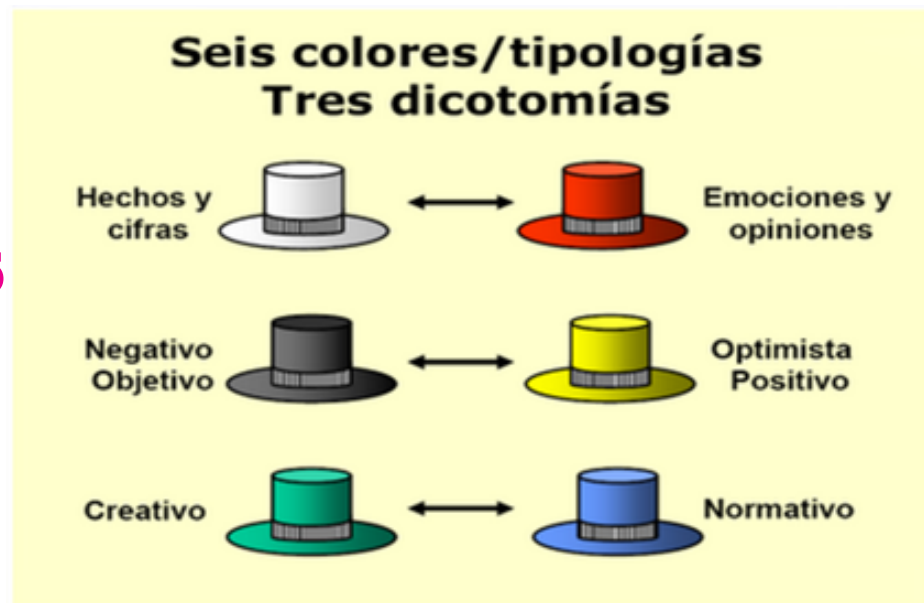 Seis colores/tipologías
Tres dicotomías
Hechos y
cifras
Emociones y
opiniones
Negativo
Objetivo
Optimista
Positivo
Creativo
Normativo